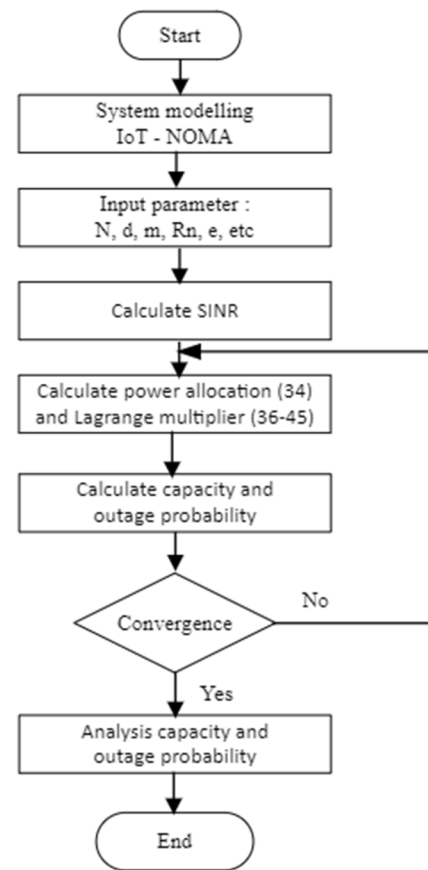 Start
System modelling
IoT - NOMA
Input parameter :
N, d, m, Rn, e, etc
Calculate SINR
Calculate power allocation (34)
and Lagrange multiplier (36-45)
Calculate capacity and
outage probability
Convergence
No
Yes
Analysis capacity and
outage probability
End